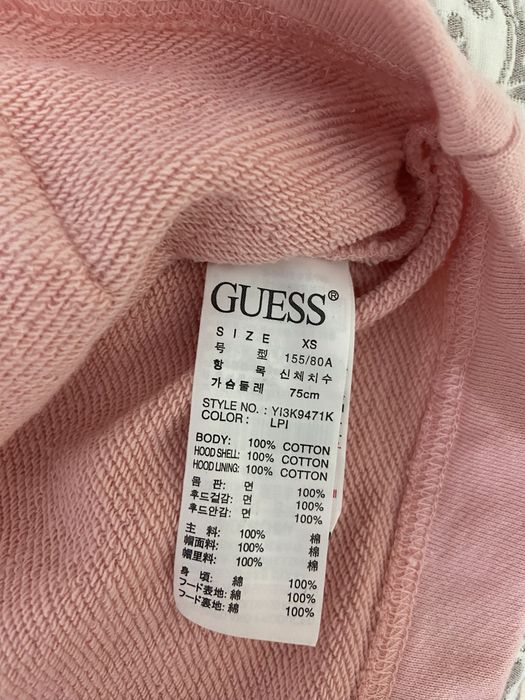 GUESS®
SIZE XS
号 型 155/80A
항 목 신체치수
가슴둘레 75cm
STYLE NO. : YI3K9471K
COLOR : LPI
BODY: 100% COTTON
HOOD SHELL: 100% COTTON
HOOD LINING: 100% COTTON
몸 판: 면 100%
후드겉감: 면 100%
후드안감: 면 100%
主 料: 100% 棉
帽面料: 100% 棉
帽里料: 100% 棉
身 頃: 綿 100%
フード表地: 綿 100%
フード裏地: 綿 100%